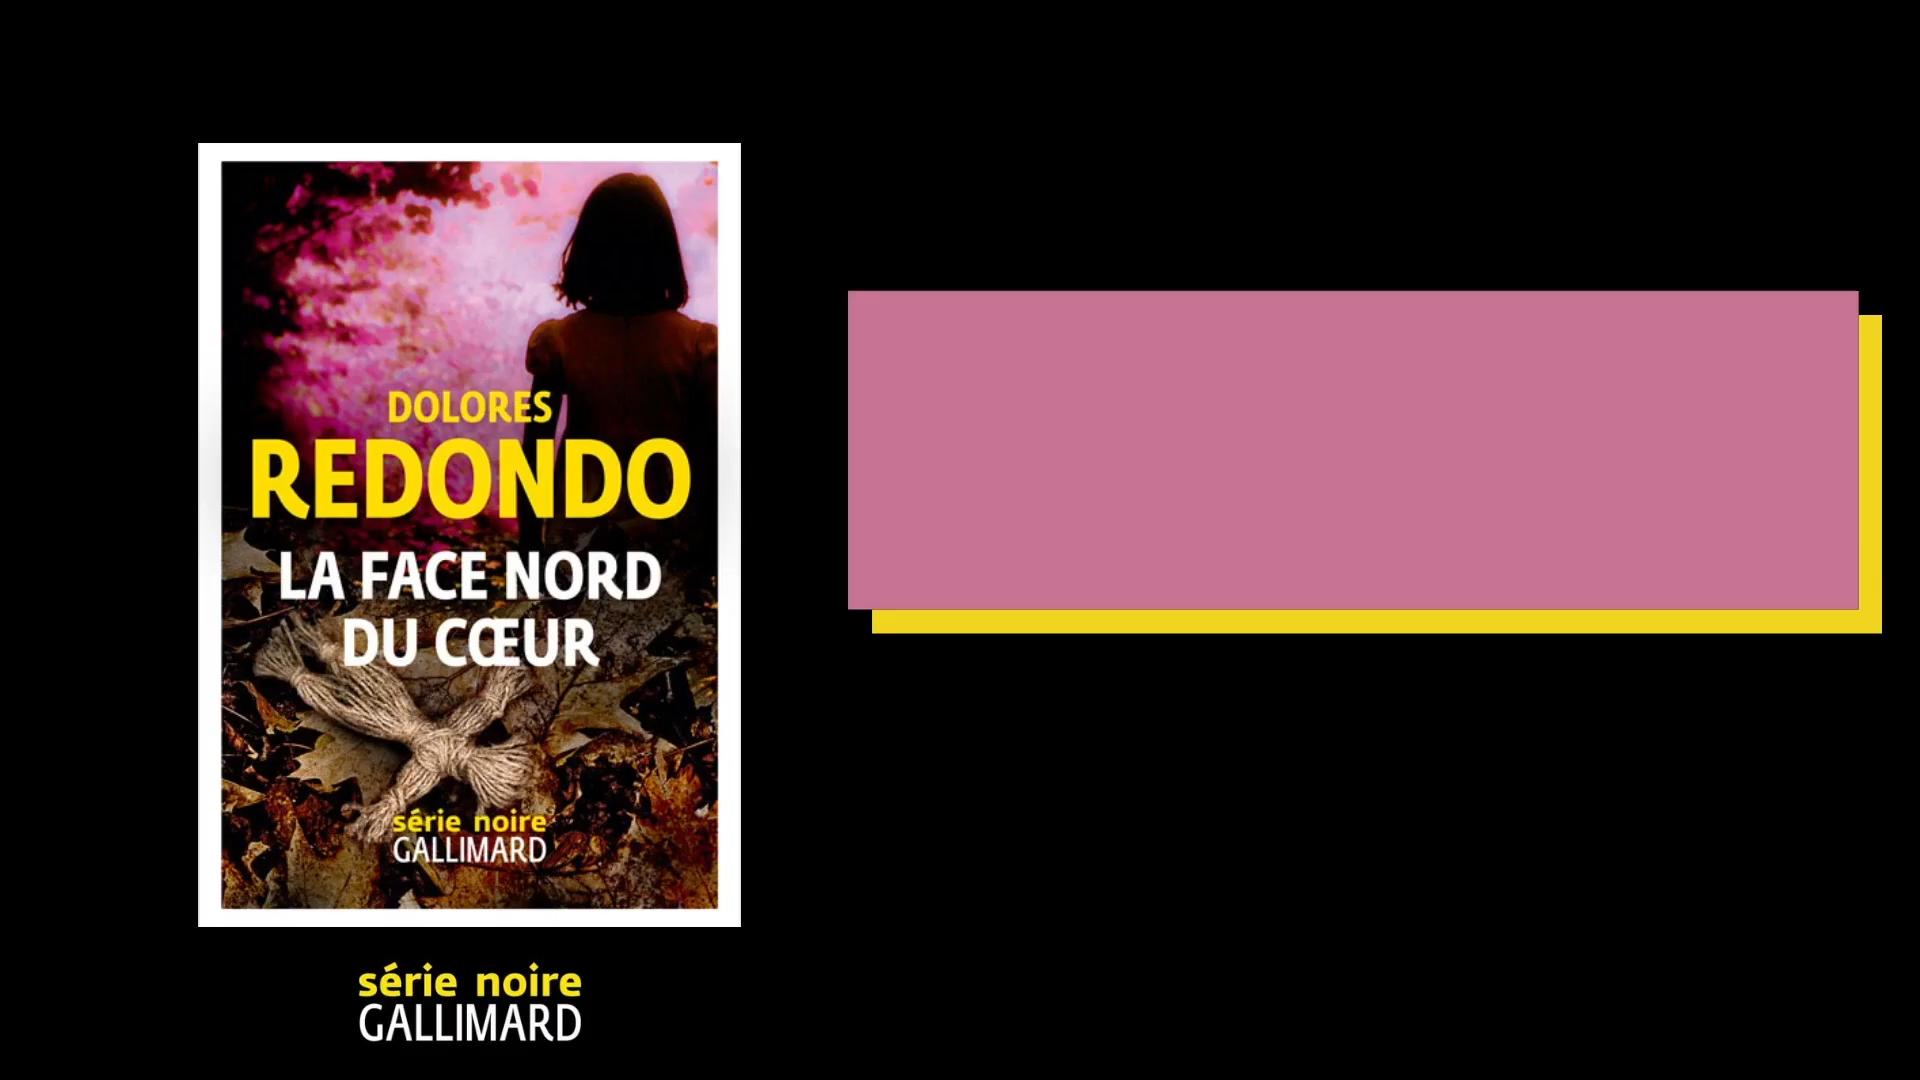 DOLORES
REDONDO
LA FACE NORD
DU CŒUR
série noire
GALLIMARD
série noire
GALLIMARD